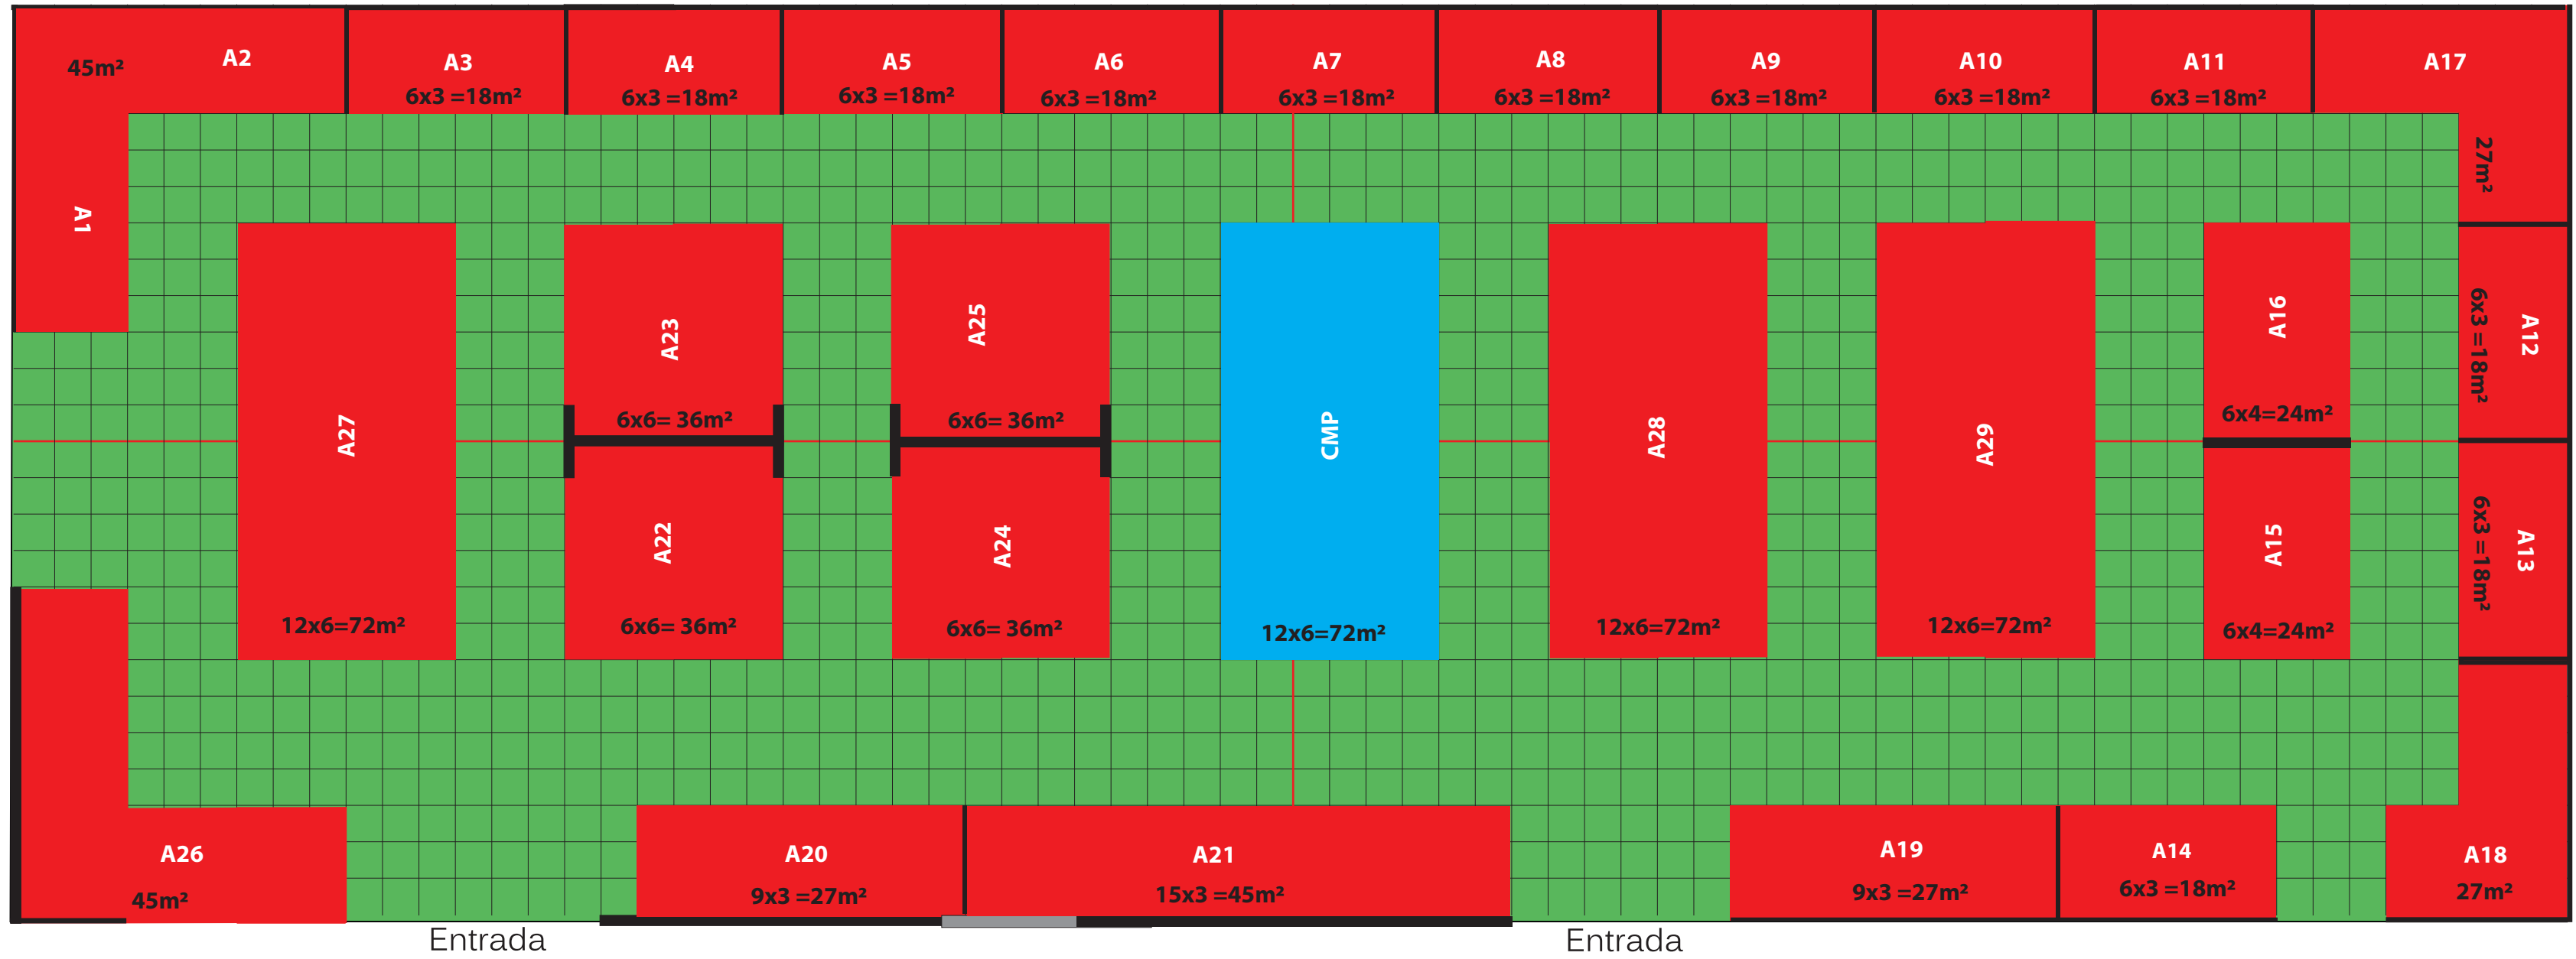 45m²
A2
A1
A3
6x3 =18m²
A4
6x3 =18m²
A5
6x3 =18m²
A6
6x3 =18m²
A7
6x3 =18m²
A8
6x3 =18m²
A9
6x3 =18m²
A10
6x3 =18m²
A11
6x3 =18m²
A17
27m²
A27
12x6=72m²
A23
6x6= 36m²
A22
6x6= 36m²
A25
6x6= 36m²
A24
6x6= 36m²
CMP
12x6=72m²
A28
12x6=72m²
A29
12x6=72m²
A16
6x4=24m²
A15
6x4=24m²
A12
6x3 =18m²
A13
6x3 =18m²
A26
45m²
A20
9x3 =27m²
A21
15x3 =45m²
A19
9x3 =27m²
A14
6x3 =18m²
A18
27m²
Entrada
Entrada